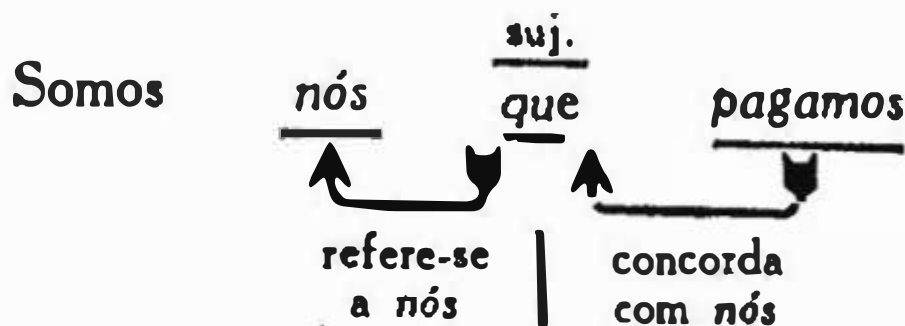 suj.
Somos nós que pagamos
refere-se concorda
a nós com nós